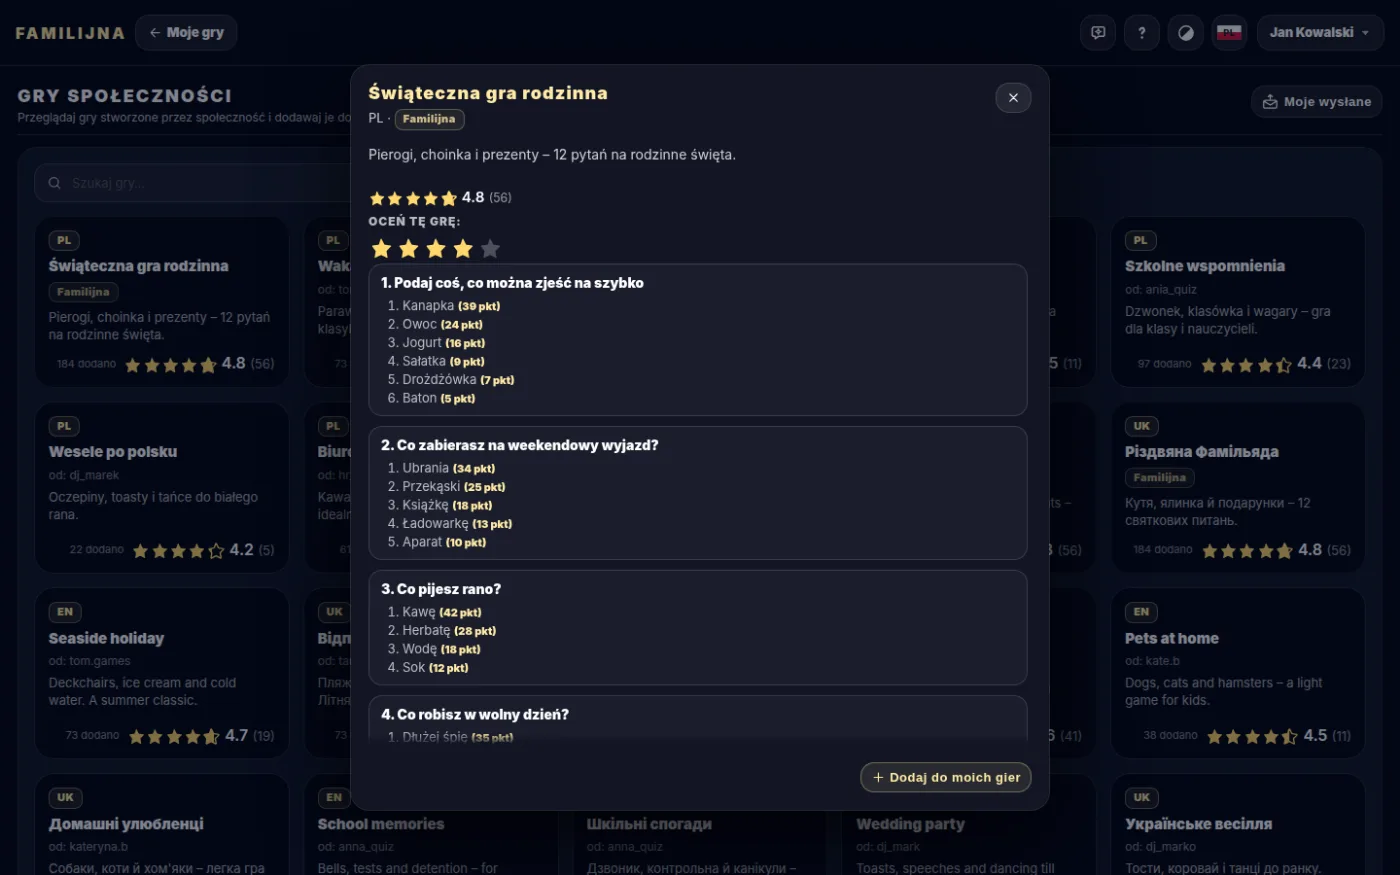 FAMILIJNA
← Moje gry
?
PL
Jan Kowalski
GRY SPOŁECZNOŚCI
Przeglądaj gry stworzone przez społeczność i dodawaj je do
Moje wysłane
Szukaj gry...
Świąteczna gra rodzinna
PL · Familijna
Pierogi, choinka i prezenty – 12 pytań na rodzinne święta.
4.8 (56)
OCEŃ TĘ GRĘ:
1. Podaj coś, co można zjeść na szybko
1. Kanapka (39 pkt)
2. Owoc (24 pkt)
3. Jogurt (16 pkt)
4. Sałatka (9 pkt)
5. Drożdżówka (7 pkt)
6. Baton (5 pkt)
2. Co zabierasz na weekendowy wyjazd?
1. Ubrania (34 pkt)
2. Przekąski (25 pkt)
3. Książkę (18 pkt)
4. Ładowarkę (13 pkt)
5. Aparat (10 pkt)
3. Co pijesz rano?
1. Kawę (42 pkt)
2. Herbatę (28 pkt)
3. Wodę (18 pkt)
4. Sok (12 pkt)
4. Co robisz w wolny dzień?
1. Dłużej śpię (35 pkt)
+ Dodaj do moich gier
PL
Świąteczna gra rodzinna
Familijna
Pierogi, choinka i prezenty – 12 pytań
na rodzinne święta.
184 dodano 4.8 (56)
PL
PL
Szkolne wspomnienia
od: ania_quiz
Dzwonek, klasówka i wagary – gra
dla klasy i nauczycieli.
97 dodano 4.4 (23)
(11)
73
PL
Wesele po polsku
od: dj_marek
Oczepiny, toasty i tańce do białego
rana.
22 dodano 4.2 (5)
PL
(56)
UK
Різдвяна Фамільяда
Familijna
Кутя, ялинка й подарунки – 12
святкових питань.
184 dodano 4.8 (56)
EN
Seaside holiday
od: tom.games
Deckchairs, ice cream and cold
water. A summer classic.
73 dodano 4.7 (19)
UK
73
(41)
EN
Pets at home
od: kate.b
Dogs, cats and hamsters – a light
game for kids.
38 dodano 4.5 (11)
UK
Домашні улюбленці
od: kateryna.b
Собаки, коти й хом'яки – легка гра
EN
School memories
od: anna_quiz
Bells, tests and detention – for
Шкільні спогади
od: anna_quiz
Дзвоник, контрольна й канікули –
Wedding party
od: dj_mark
Toasts, speeches and dancing till
UK
Українське весілля
od: dj_marko
Тости, коровай і танці до ранку.